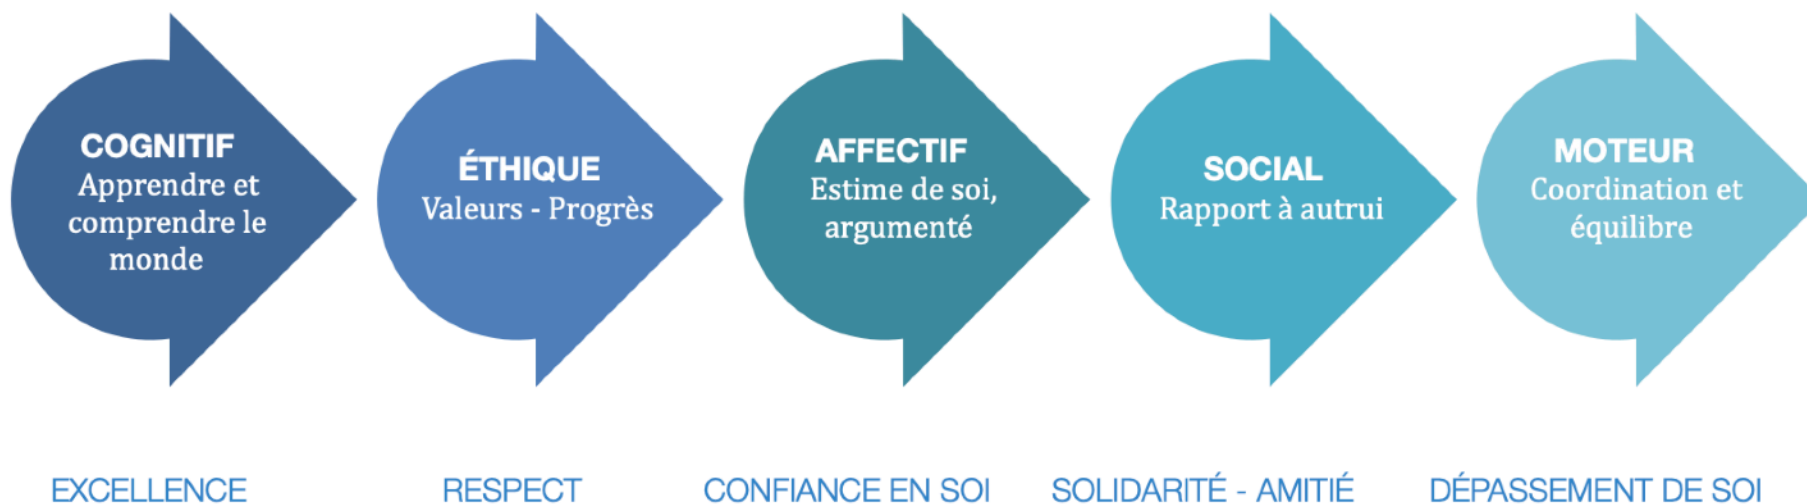 COGNITIF
Apprendre et
comprendre le
monde
ÉTHIQUE
Valeurs - Progrès
AFFECTIF
Estime de soi,
argumenté
SOCIAL
Rapport à autrui
MOTEUR
Coordination et
équilibre
EXCELLENCE
RESPECT
CONFIANCE EN SOI
SOLIDARITÉ - AMITIÉ
DÉPASSEMENT DE SOI